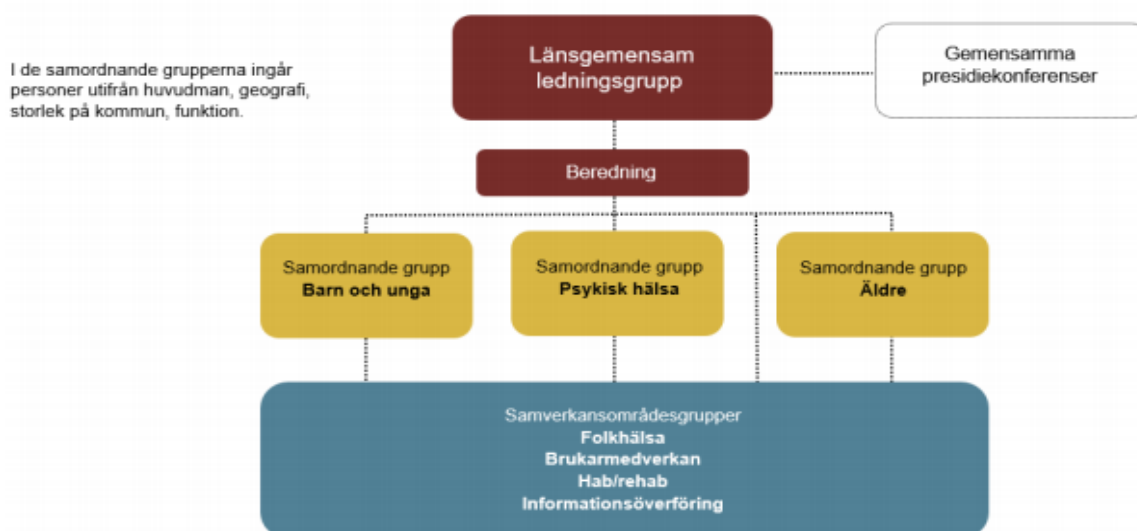 I de samordnande grupperna ingår
personer utifrån huvudman, geografi,
storlek på kommun, funktion.
Länsgemensam
ledningsgrupp
Gemensamma
presidiekonferenser
Beredning
Samordnande grupp
Barn och unga
Samordnande grupp
Psykisk hälsa
Samordnande grupp
Äldre
Samverkansområdesgrupper
Folkhälsa
Brukarmedverkan
Hab/rehab
Informationsöverföring